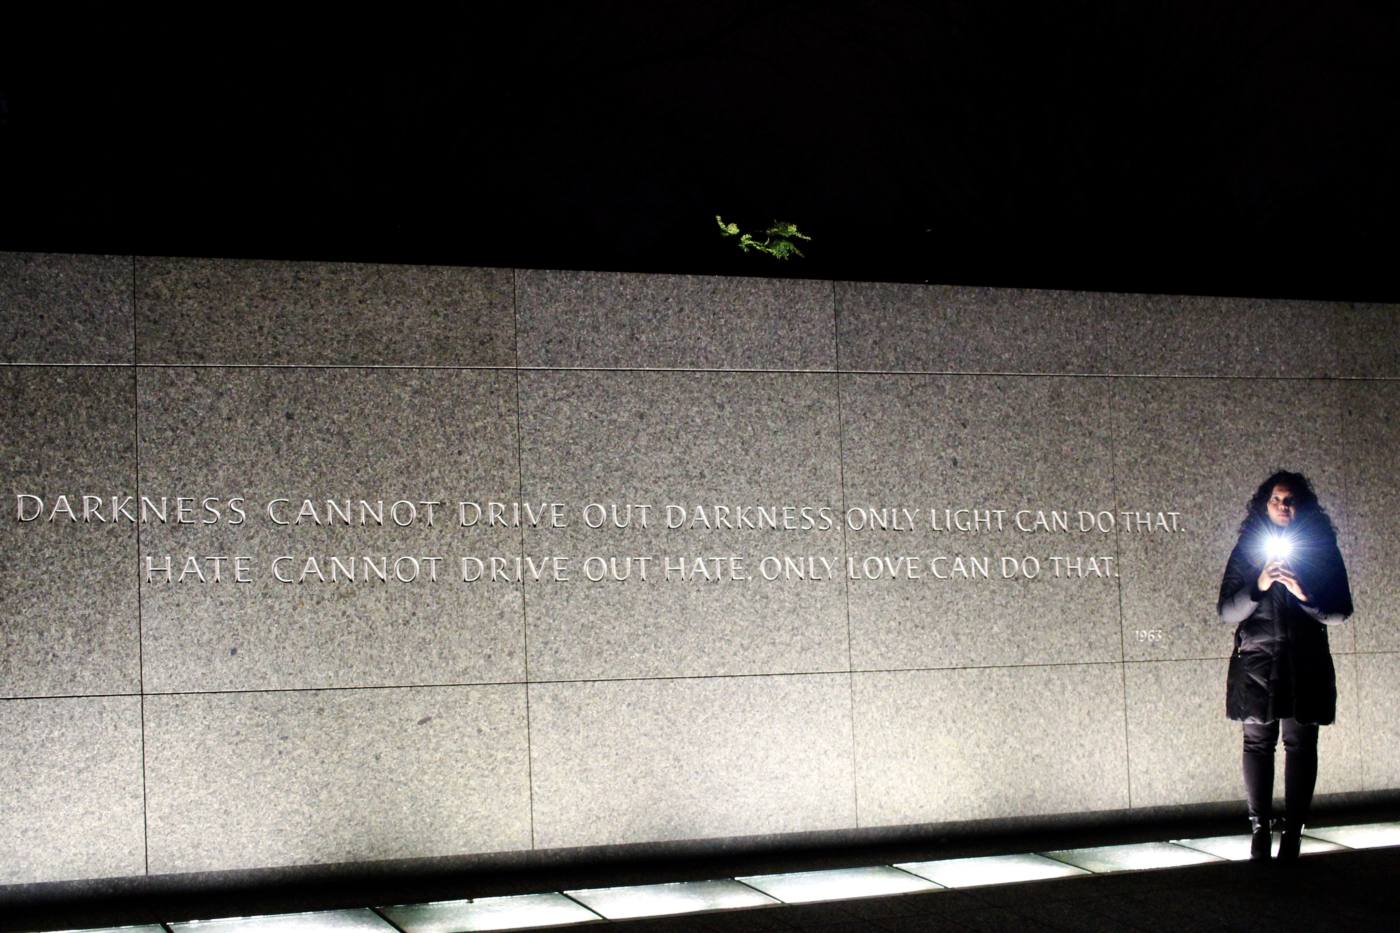 DARKNESS CANNOT DRIVE OUT DARKNESS, ONLY LIGHT CAN DO THAT.
HATE CANNOT DRIVE OUT HATE, ONLY LOVE CAN DO THAT.
1963